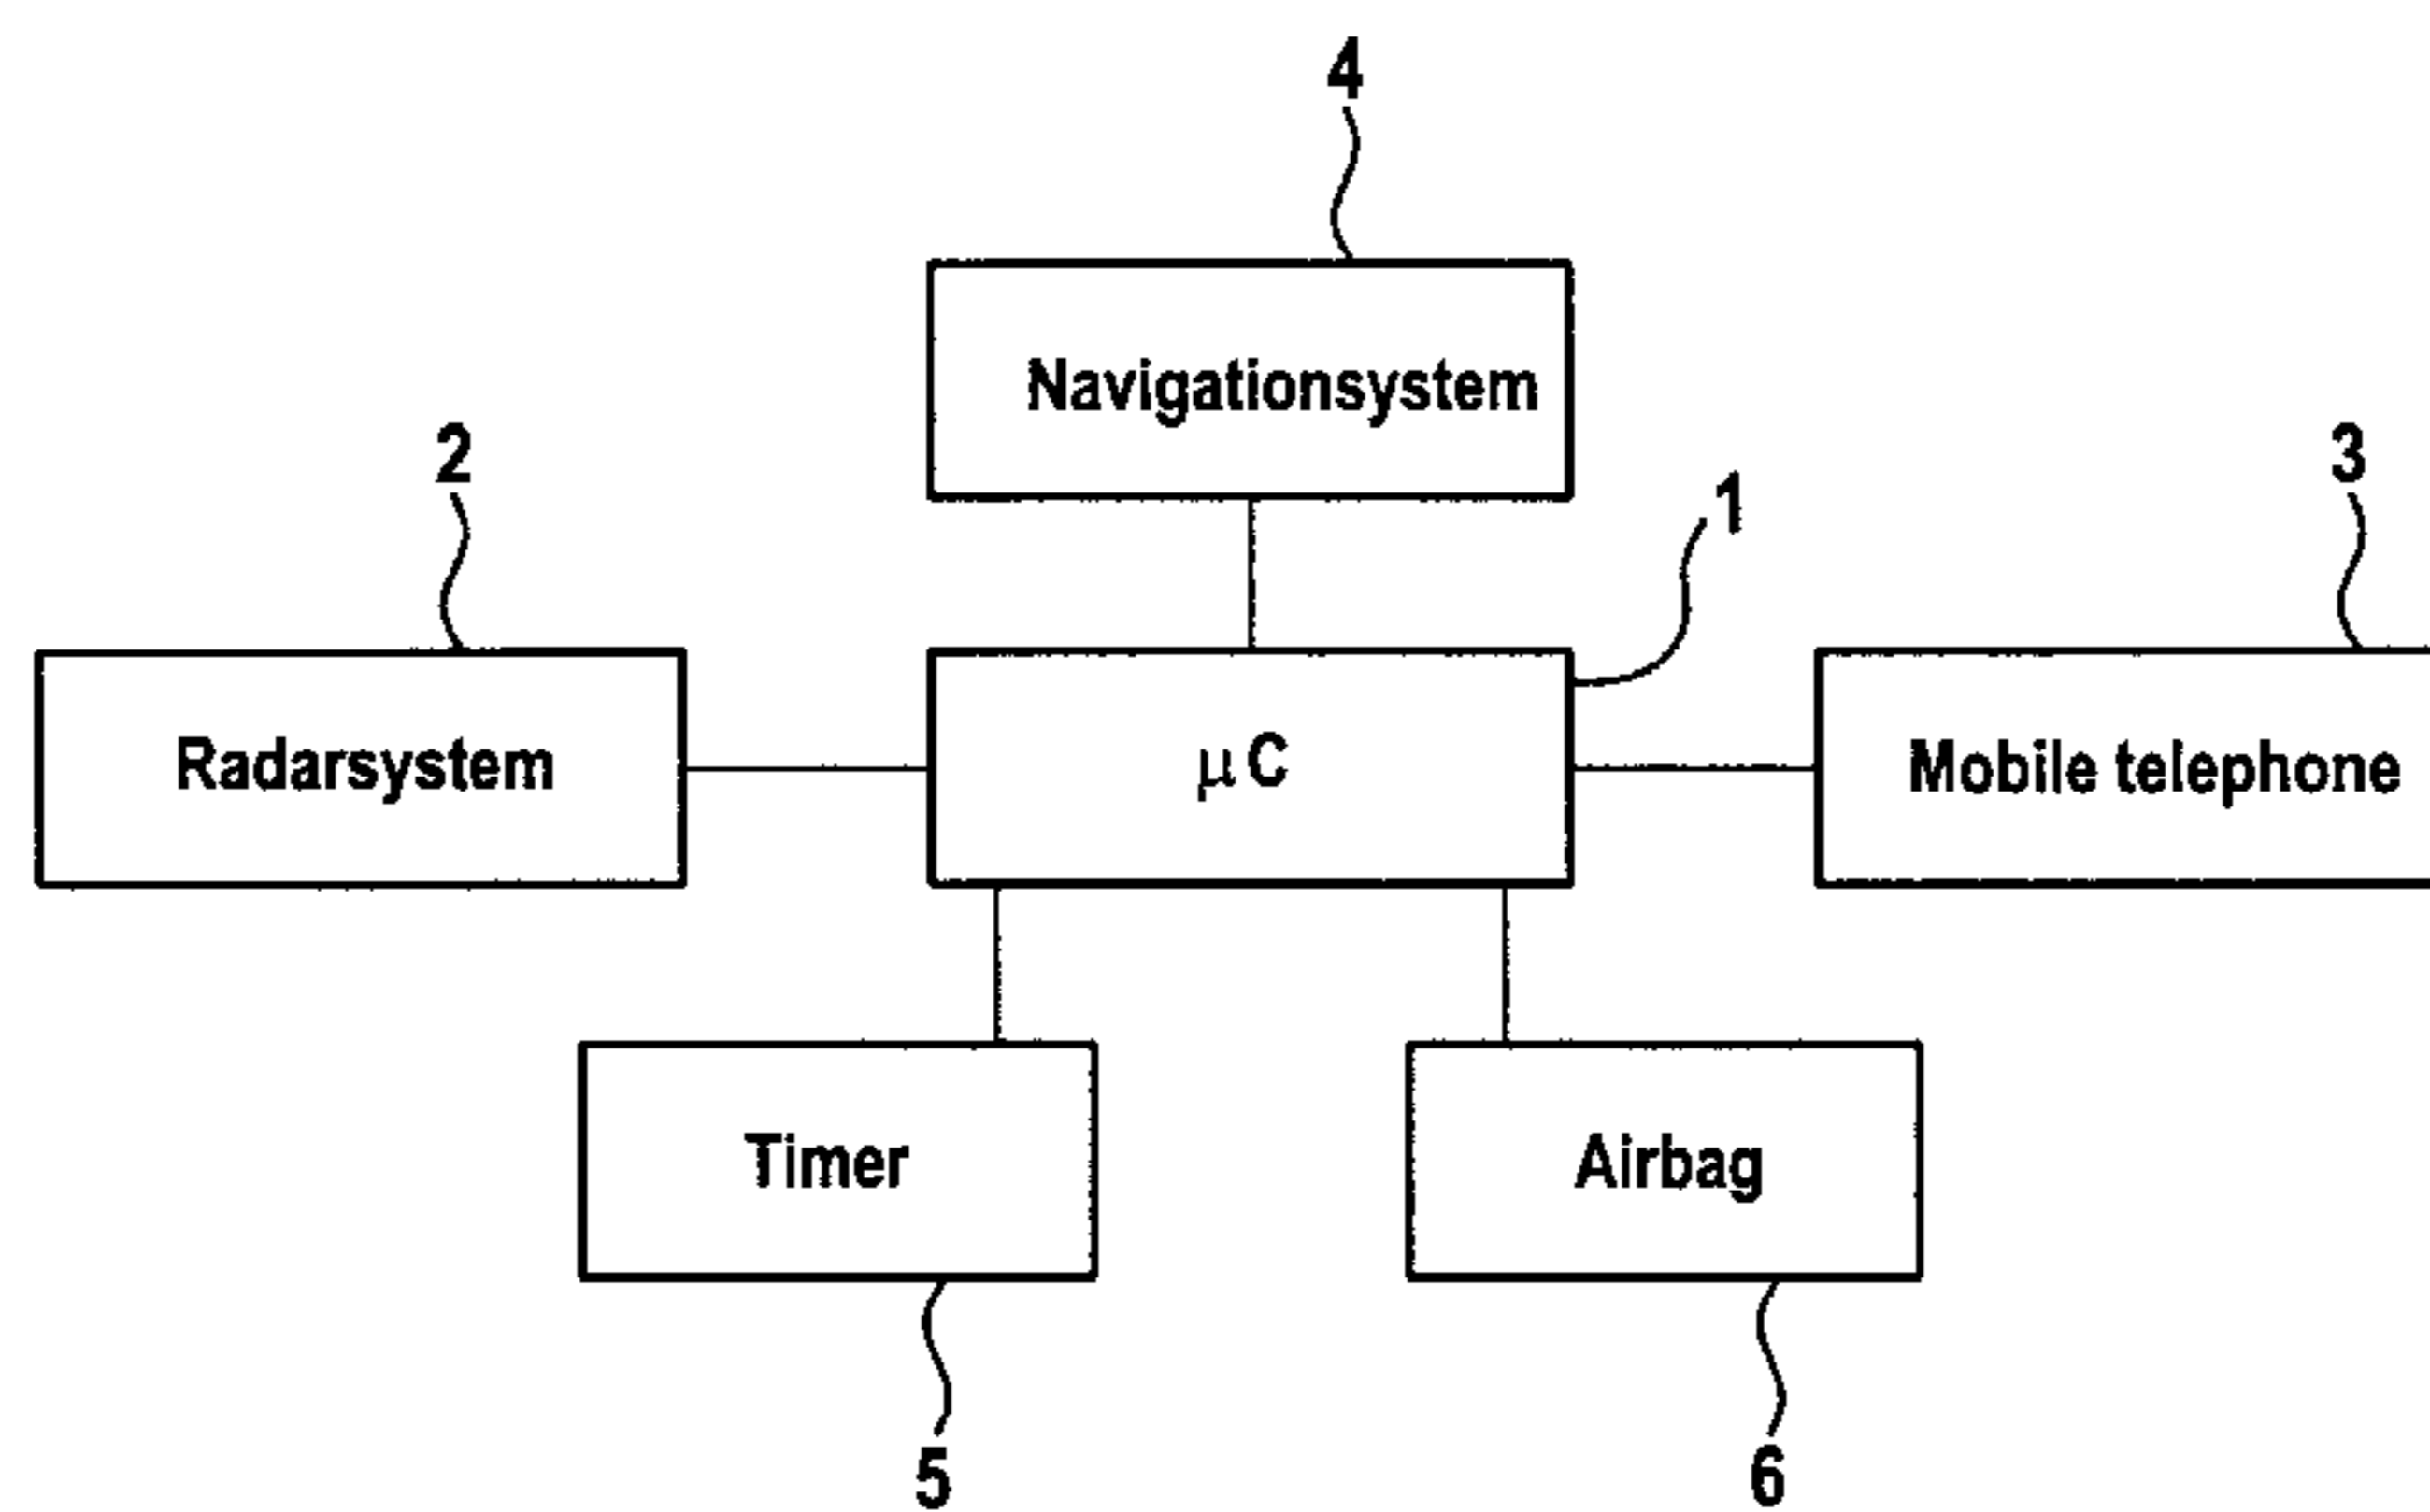 4
Navigationsystem
2
1
3
Radarsystem
μC
Mobile telephone
Timer
Airbag
5
6